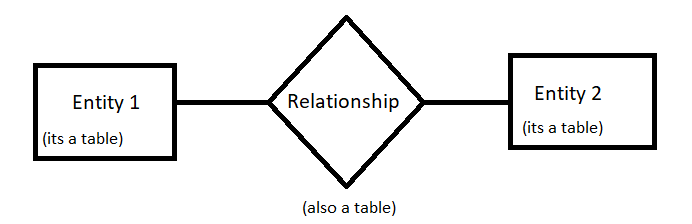 Entity 1
(its a table)
Relationship
(also a table)
Entity 2
(its a table)